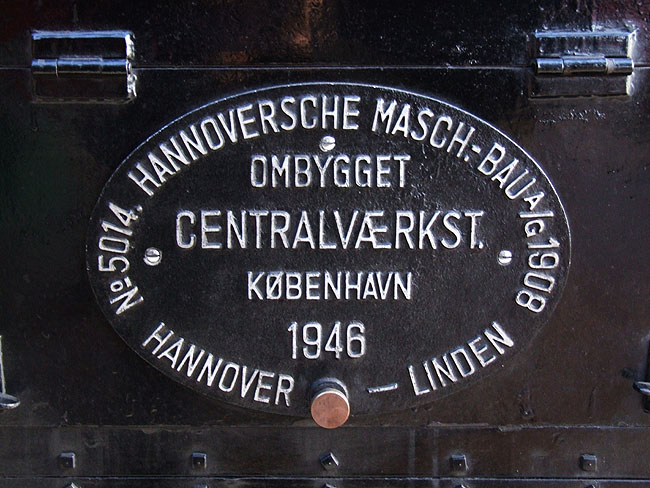 Nº 5014. HANNOVERSCHE MASCH.-BAU A/G 1908
OMBYGGET
CENTRALVÆRKST.
KØBENHAVN
1946
HANNOVER – LINDEN